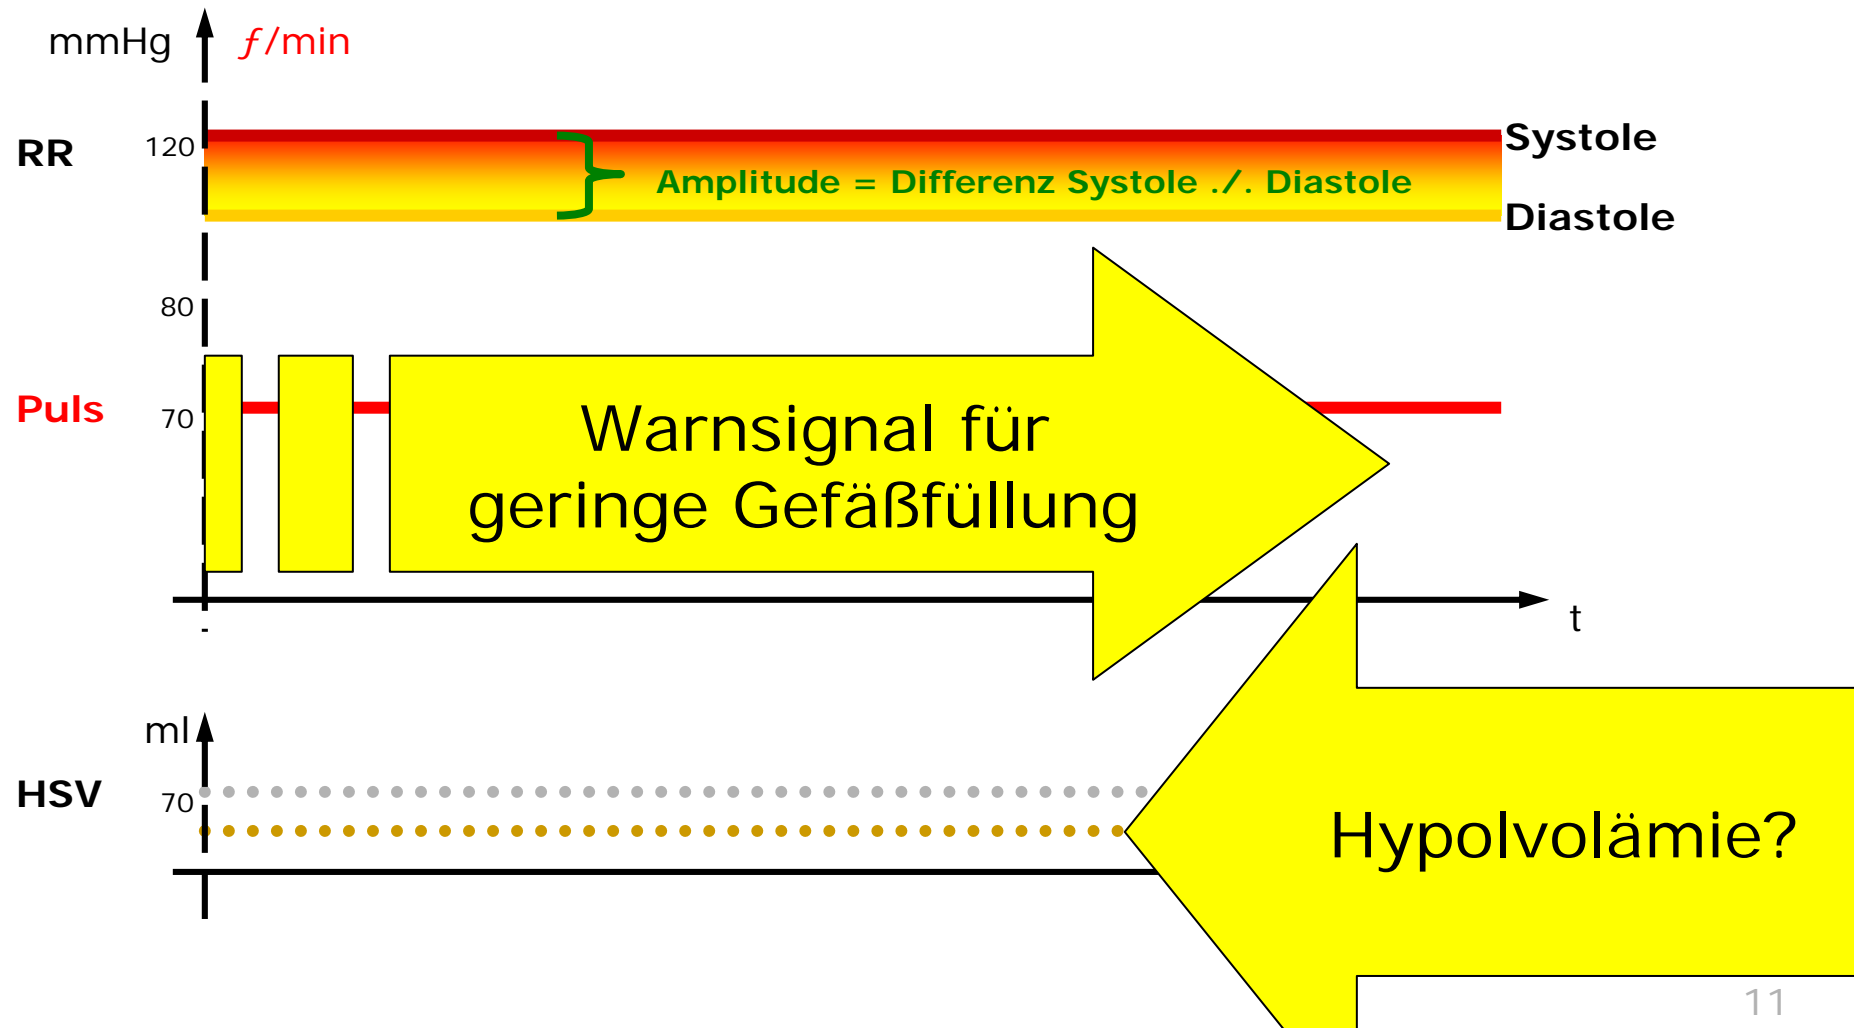 mmHg ƒ/min
RR 120 Systole
Amplitude = Differenz Systole ./. Diastole
Diastole
80
Puls 70
Warnsignal für
geringe Gefäßfüllung
t
ml
HSV 70
Hypolvolämie?
11